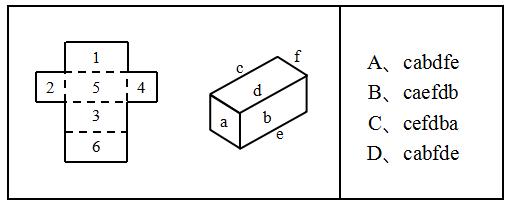 1
2 5 4
3
6
c f
d
a b
e
A、cabdfe
B、caefdb
C、cefdba
D、cabfde